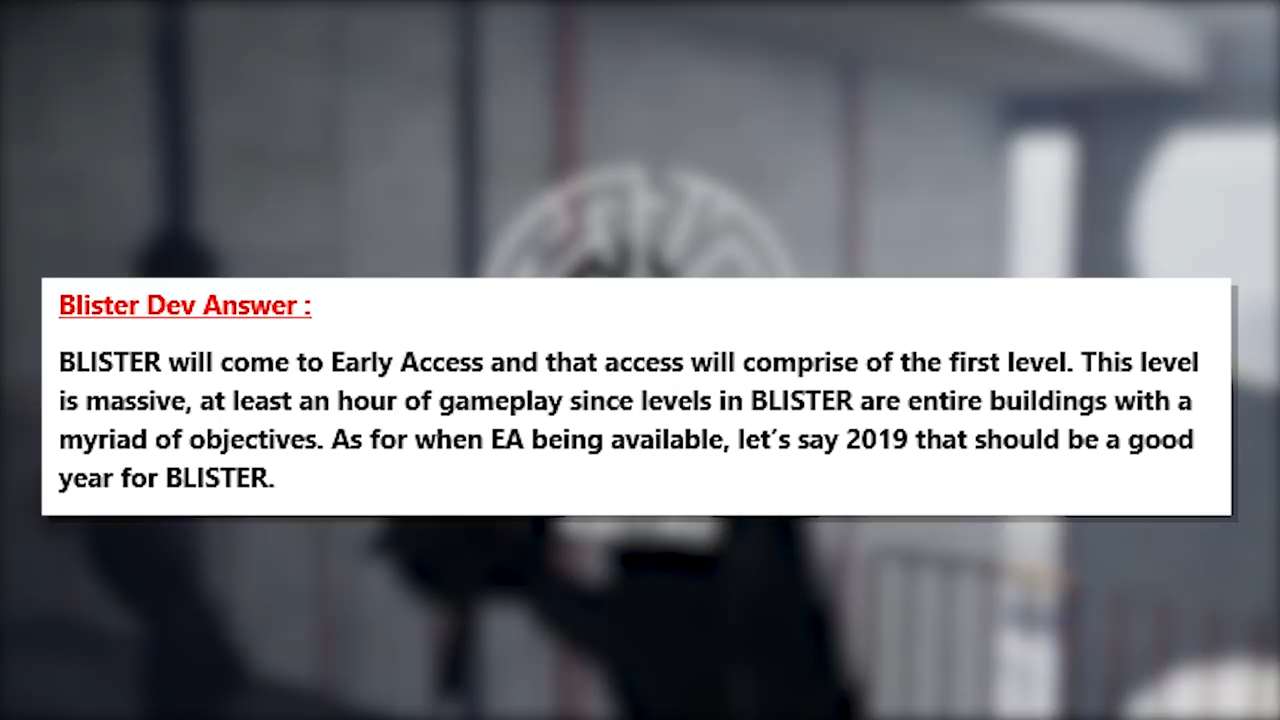 Blister Dev Answer :
BLISTER will come to Early Access and that access will comprise of the first level. This level
is massive, at least an hour of gameplay since levels in BLISTER are entire buildings with a
myriad of objectives. As for when EA being available, let´s say 2019 that should be a good
year for BLISTER.